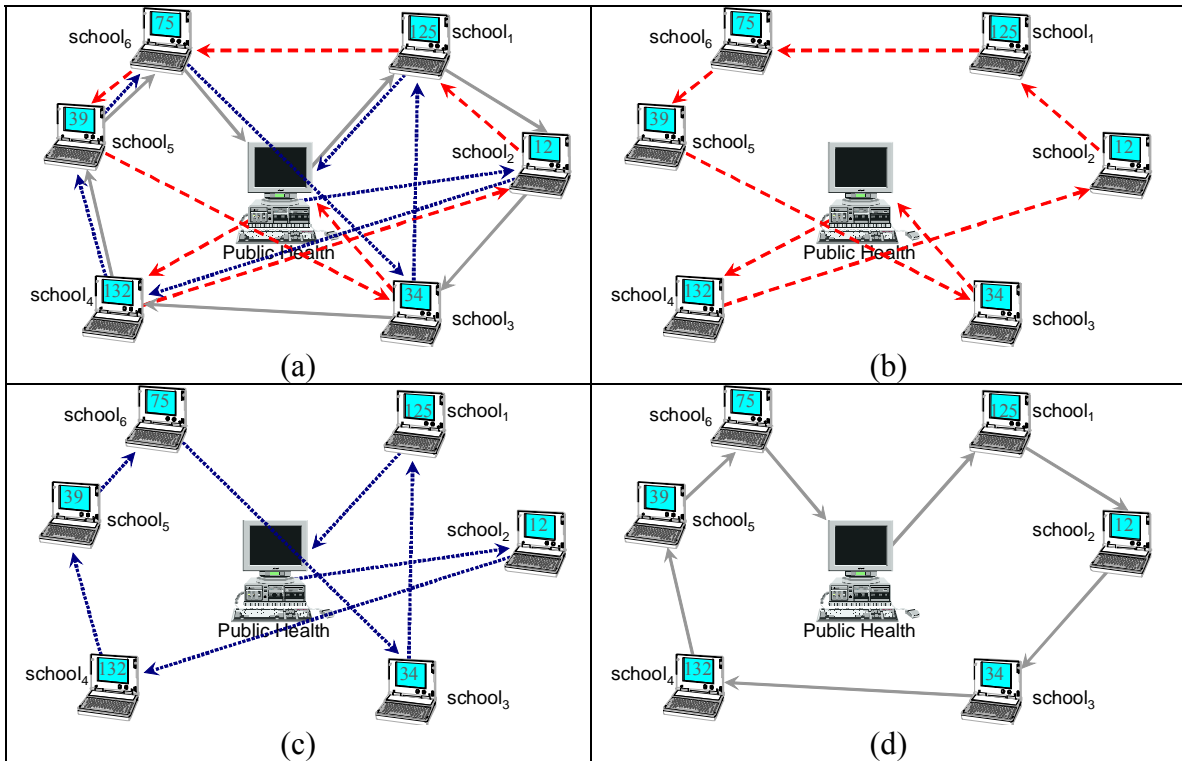 75
school₆
125
school₁
39
school₅
school₂
12
Public Health
school₄
132
34
school₃
(a)
75
school₆
125
school₁
39
school₅
school₂
12
Public Health
school₄
132
34
school₃
(b)
75
school₆
125
school₁
39
school₅
school₂
12
Public Health
school₄
132
34
school₃
(c)
75
school₆
125
school₁
39
school₅
school₂
12
Public Health
school₄
132
34
school₃
(d)